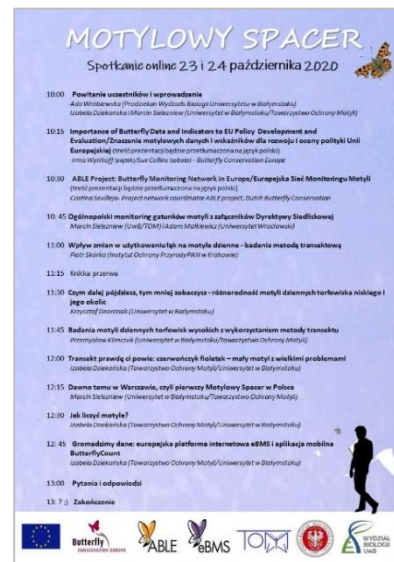 MOTYLOWY SPACER
Spotkanie online 23 i 24 października 2020
10:00 Powitanie uczestników i wprowadzenie
Ada Wróblewska (Prodziekan Wydziału Biologii Uniwersytetu w Białymstoku)
Izabela Dziekańska i Marcin Sielezniew (Uniwersytet w Białymstoku/Towarzystwo Ochrony Motyli)
10:15 Importance of Butterfly Data and Indicators to EU Policy Development and
Evaluation/Znaczenie motylowych danych i wskaźników dla rozwoju i oceny polityki Unii
Europejskiej (treść prezentacji będzie przetłumaczona na język polski)
Irma Wynhoff (piątek)/Sue Collins (sobota) - Butterfly Conservation Europe
10:30 ABLE Project: Butterfly Monitoring Network in Europe/Europejska Sieć Monitoringu Motyli
(treść prezentacji będzie przetłumaczona na język polski)
Cristina Sevilleja- Project network coordinator ABLE project, Dutch Butterfly Conservation
10: 45 Ogólnopolski monitoring gatunków motyli z załączników Dyrektywy Siedliskowej
Marcin Sielezniew (UwB/TOM) i Adam Malkiewicz (Uniwersytet Wrocławski)
11:00 Wpływ zmian w użytkowaniu łąk na motyle dzienne - badania metodą transektową
Piotr Skórka (Instytut Ochrony Przyrody PAN w Krakowie)
11:15 Krótka przerwa
11:30 Czym dalej pójdziesz, tym mniej zobaczysz - różnorodność motyli dziennych torfowiska niskiego i
jego okolic
Krzysztof Deoniziak (Uniwersytet w Białymstoku)
11:45 Badania motyli dziennych torfowisk wysokich z wykorzystaniem metody transektu
Przemysław Klimczuk (Uniwersytet w Białymstoku/Towarzystwo Ochrony Motyli)
12:00 Transekt prawdę ci powie: czerwończyk fioletek – mały motyl z wielkimi problemami
Izabela Dziekańska (Towarzystwo Ochrony Motyli/Uniwersytet w Białymstoku)
12:15 Dawno temu w Warszawie, czyli pierwszy Motylowy Spacer w Polsce
Marcin Sielezniew (Uniwersytet w Białymstoku/Towarzystwo Ochrony Motyli)
12:30 Jak liczyć motyle?
Izabela Dziekańska (Towarzystwo Ochrony Motyli/Uniwersytet w Białymstoku)
12: 45 Gromadzimy dane: europejska platforma internetowa eBMS i aplikacja mobilna
ButterflyCount
Izabela Dziekańska (Towarzystwo Ochrony Motyli/Uniwersytet w Białymstoku)
13:00 Pytania i odpowiedzi
13: ? ;) Zakończenie
Butterfly
CONSERVATION EUROPE
ABLE
eBMS
TOM
WYDZIAŁ
BIOLOGII
UwB